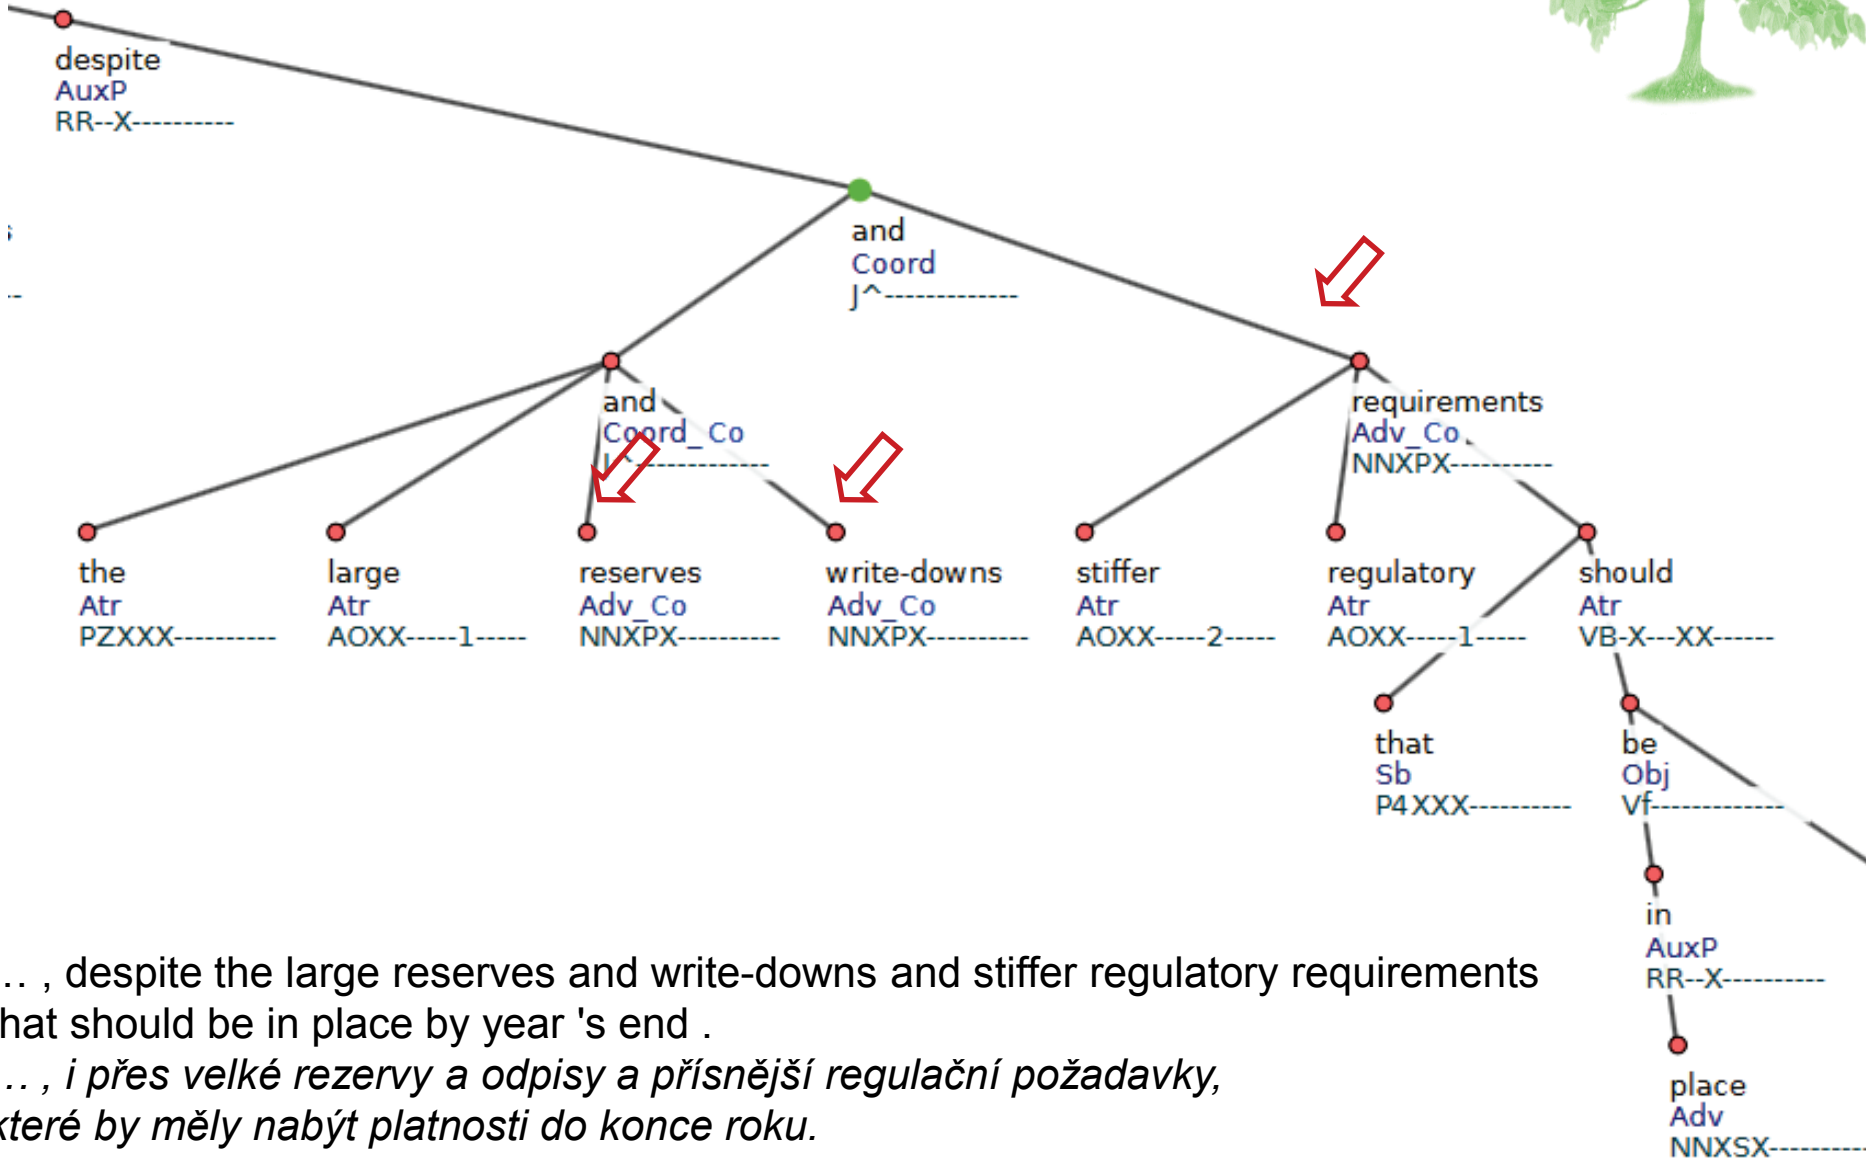 despite
AuxP
RR--X----------
and
Coord
J^-------------
and
Coord_Co
J^-------------
requirements
Adv_Co
NNXPX----------
the
Atr
PZXXX----------
large
Atr
AOXX-----1-----
reserves
Adv_Co
NNXPX----------
write-downs
Adv_Co
NNXPX----------
stiffer
Atr
AOXX-----2-----
regulatory
Atr
AOXX-----1-----
should
Atr
VB-X---XX------
that
Sb
P4XXX----------
be
Obj
Vf-------------
in
AuxP
RR--X----------
place
Adv
NNXSX----------
… , despite the large reserves and write-downs and stiffer regulatory requirements
that should be in place by year 's end .
… , i přes velké rezervy a odpisy a přísnější regulační požadavky,
které by měly nabýt platnosti do konce roku.